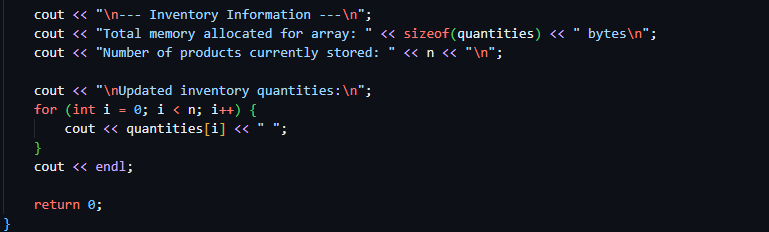 cout << "\n--- Inventory Information ---\n";
cout << "Total memory allocated for array: " << sizeof(quantities) << " bytes\n";
cout << "Number of products currently stored: " << n << "\n";
cout << "\nUpdated inventory quantities:\n";
for (int i = 0; i < n; i++) {
cout << quantities[i] << " ";
}
cout << endl;
return 0;
}